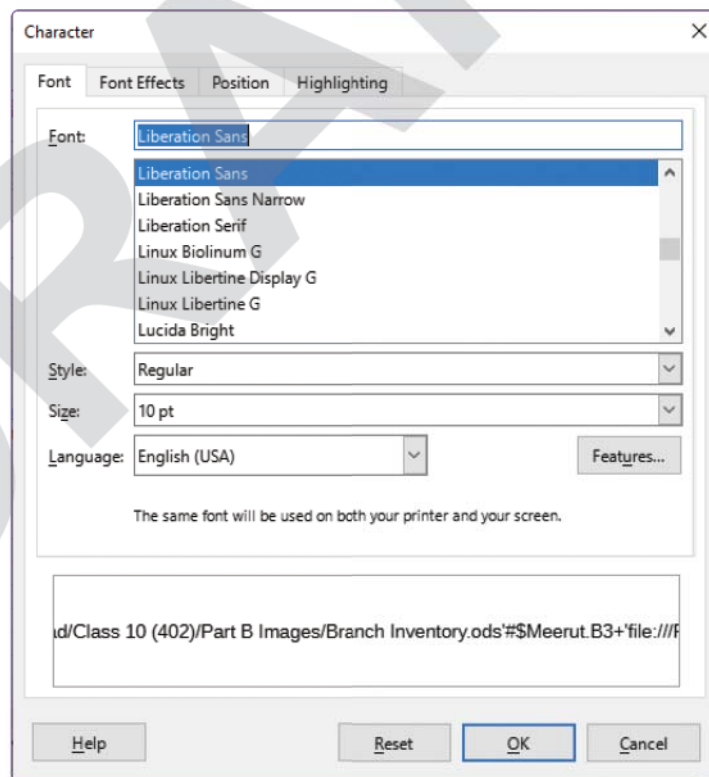 Character
Font Font Effects Position Highlighting
Font: Liberation Sans
Liberation Sans
Liberation Sans Narrow
Liberation Serif
Linux Biolinum G
Linux Libertine Display G
Linux Libertine G
Lucida Bright
Style: Regular
Size: 10 pt
Language: English (USA) Features...
The same font will be used on both your printer and your screen.
d/Class 10 (402)/Part B Images/Branch Inventory.ods'#$Meerut.B3+'file:///
Help Reset OK Cancel